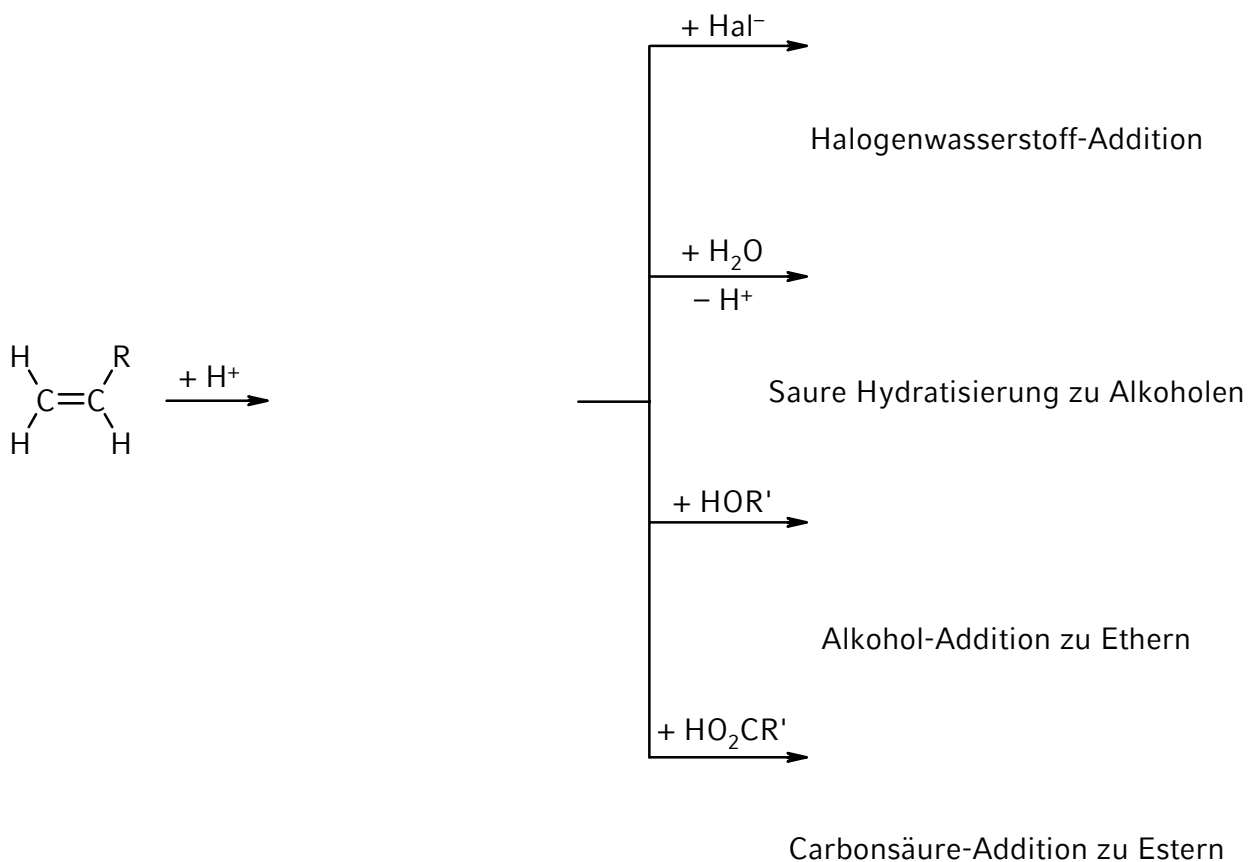 + Hal⁻
Halogenwasserstoff-Addition
+ H₂O
– H⁺
H R
C=C
H H
+ H⁺
Saure Hydratisierung zu Alkoholen
+ HOR'
Alkohol-Addition zu Ethern
+ HO₂CR'
Carbonsäure-Addition zu Estern